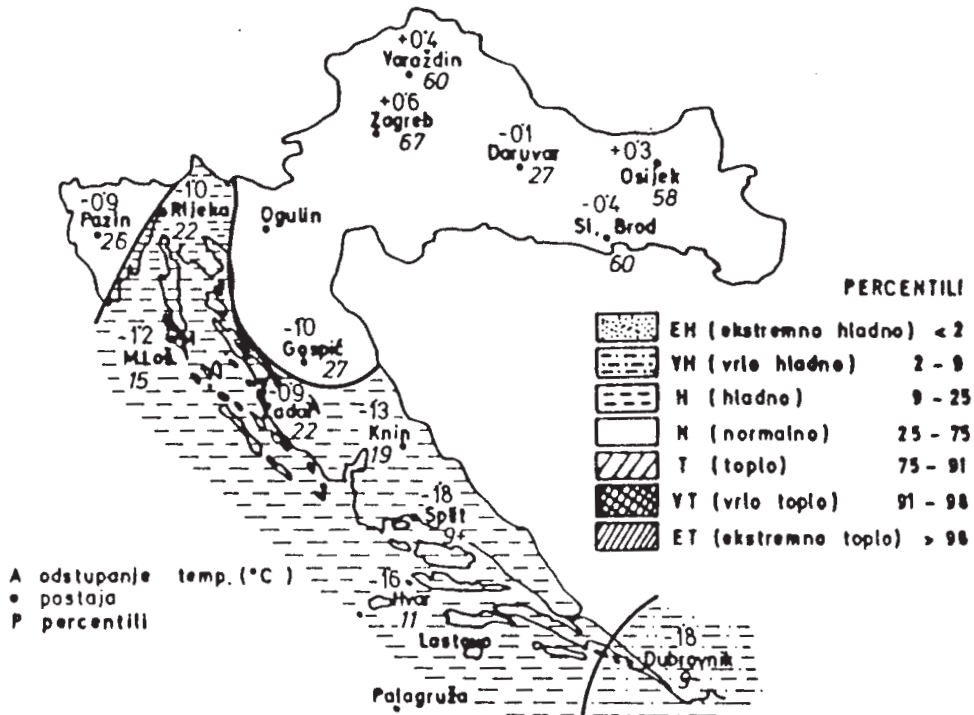 +0.4
Varaždin
60
+0.6
Zagreb
67
-0.1
Daruvar
27
+0.3
Osijek
58
-0.4
Sl. Brod
60
-0.9
Pazin
26
-1.0
Rijeka
22
Ogulin
-1.0
Gospić
27
-1.2
M.Loš.
15
-0.9
Zadar
22
-1.3
Knin
19
-1.8
Split
9+
-1.6
Hvar
11
Lastovo
-1.8
Dubrovnik
9-
Palagruža
PERCENTILI
EH (ekstremno hladno) < 2
VH (vrlo hladno) 2 - 9
H (hladno) 9 - 25
N (normalno) 25 - 75
T (toplo) 75 - 91
VT (vrlo toplo) 91 - 98
ET (ekstremno toplo) > 98
A odstupanje temp. (°C)
• postaja
P percentili